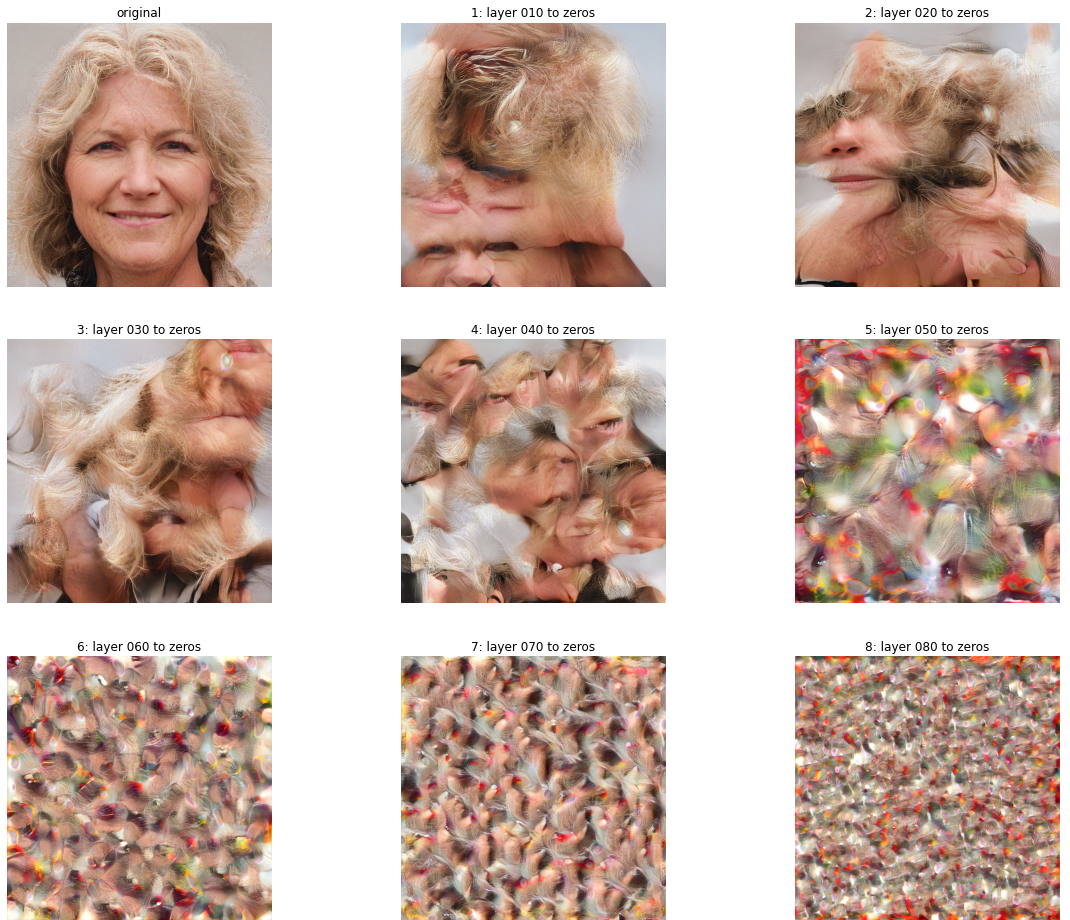 original
1: layer 010 to zeros
2: layer 020 to zeros
3: layer 030 to zeros
4: layer 040 to zeros
5: layer 050 to zeros
6: layer 060 to zeros
7: layer 070 to zeros
8: layer 080 to zeros